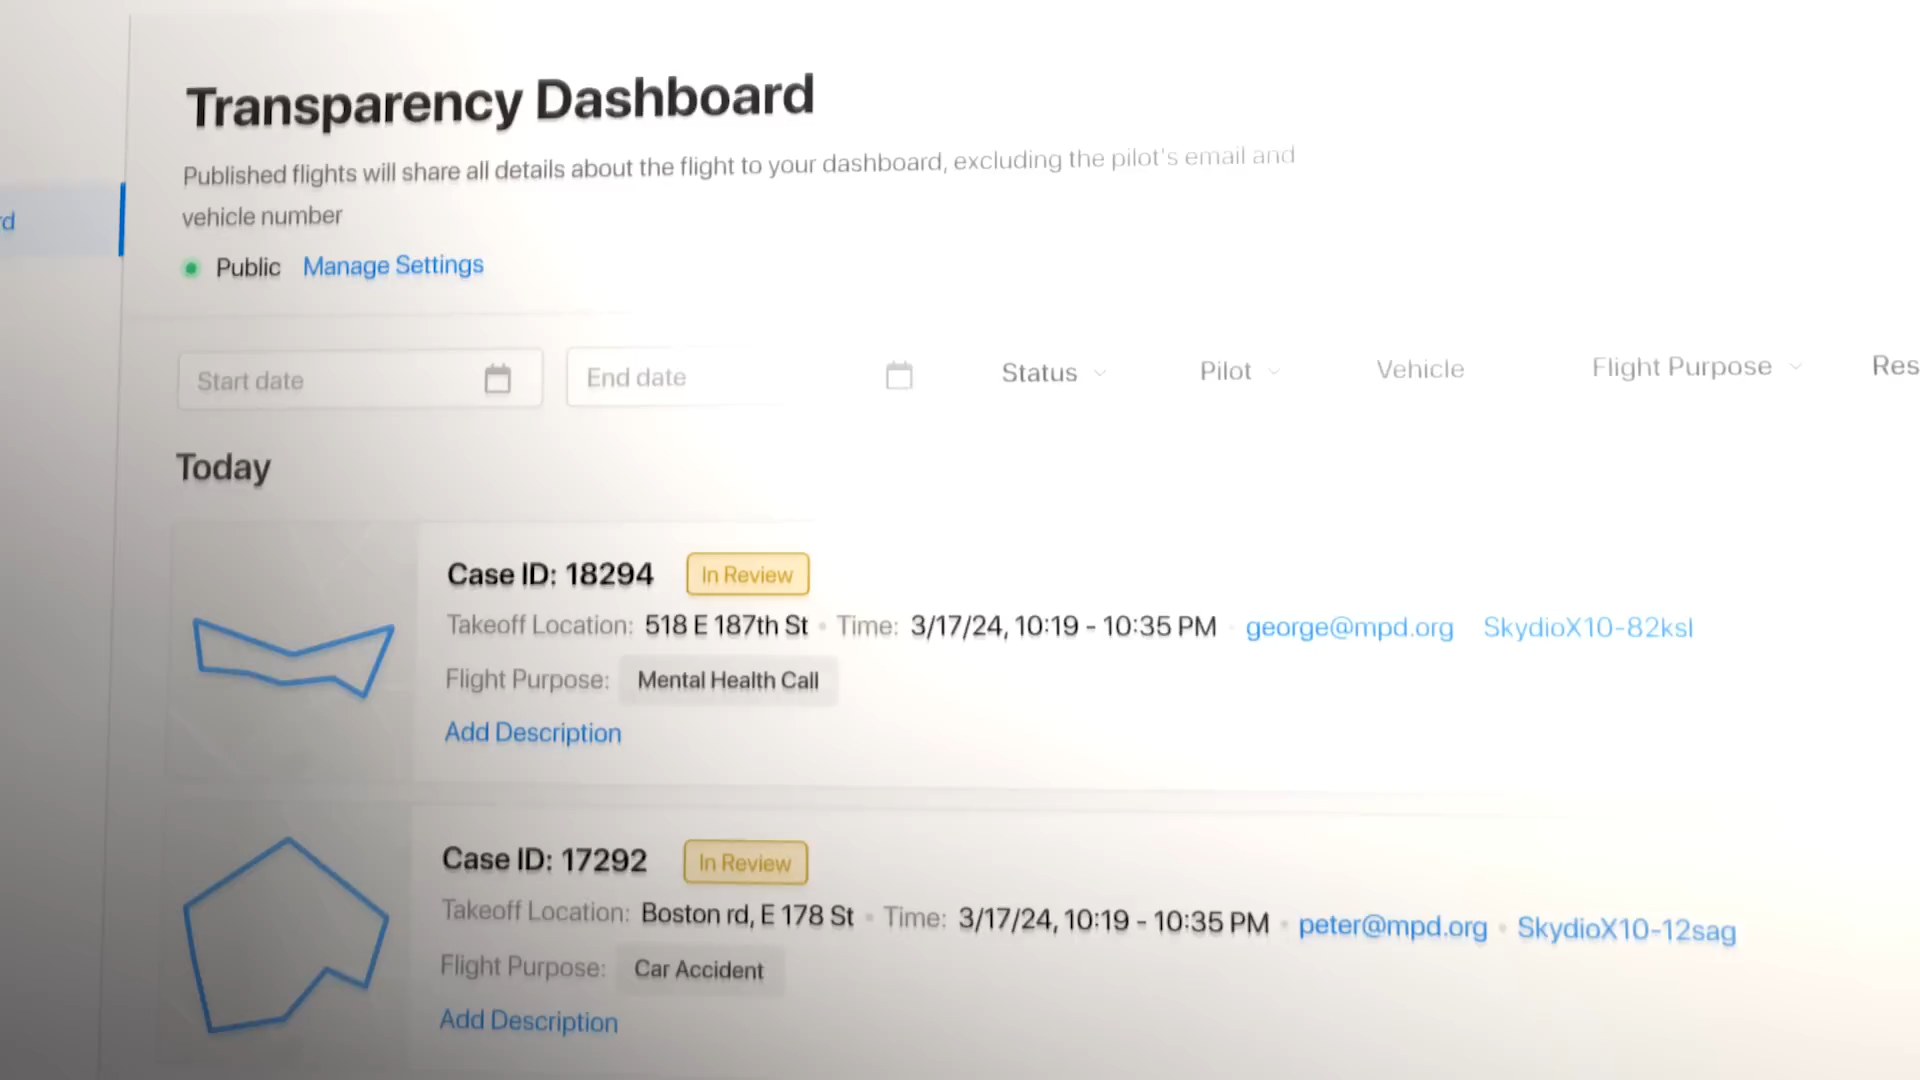 Transparency Dashboard
Published flights will share all details about the flight to your dashboard, excluding the pilot's email and
vehicle number
rd
Public Manage Settings
Start date End date Status Pilot Vehicle Flight Purpose Res
Today
Case ID: 18294 In Review
Takeoff Location: 518 E 187th St • Time: 3/17/24, 10:19 - 10:35 PM • george@mpd.org SkydioX10-82ksl
Flight Purpose: Mental Health Call
Add Description
Case ID: 17292 In Review
Takeoff Location: Boston rd, E 178 St • Time: 3/17/24, 10:19 - 10:35 PM • peter@mpd.org • SkydioX10-12sag
Flight Purpose: Car Accident
Add Description